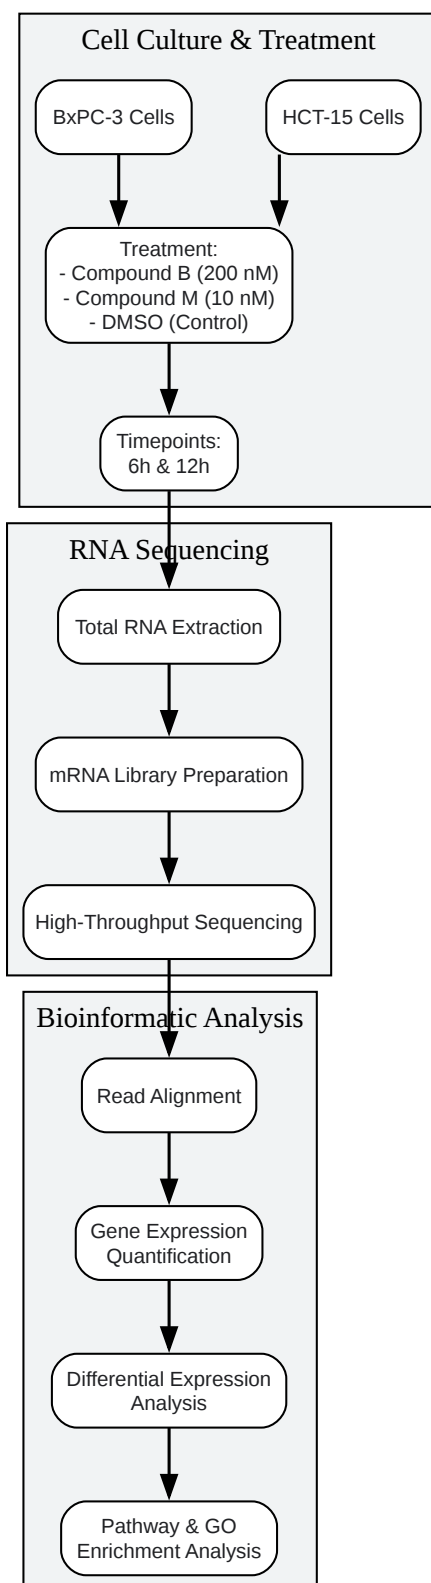 Cell Culture & Treatment
BxPC-3 Cells
HCT-15 Cells
Treatment:
- Compound B (200 nM)
- Compound M (10 nM)
- DMSO (Control)
Timepoints:
6h & 12h
RNA Sequencing
Total RNA Extraction
mRNA Library Preparation
High-Throughput Sequencing
Bioinformatic Analysis
Read Alignment
Gene Expression
Quantification
Differential Expression
Analysis
Pathway & GO
Enrichment Analysis